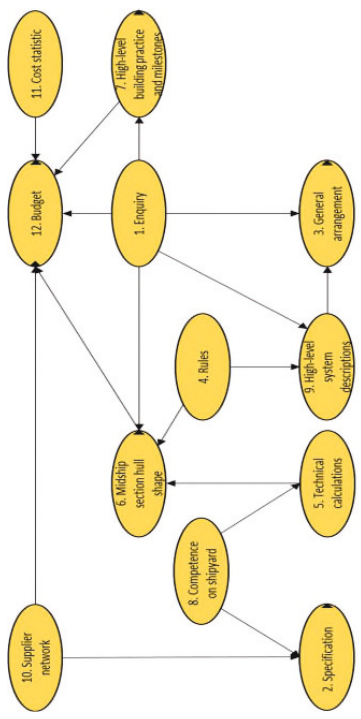 10. Supplier
network
11. Cost statistic
12. Budget
7. High-level
building practice
and milestones
6. Midship
section hull
shape
1. Enquiry
8. Competence
on shipyard
4. Rules
2. Specification
5. Technical
calculations
9. High-level
system
descriptions
3. General
arrangement